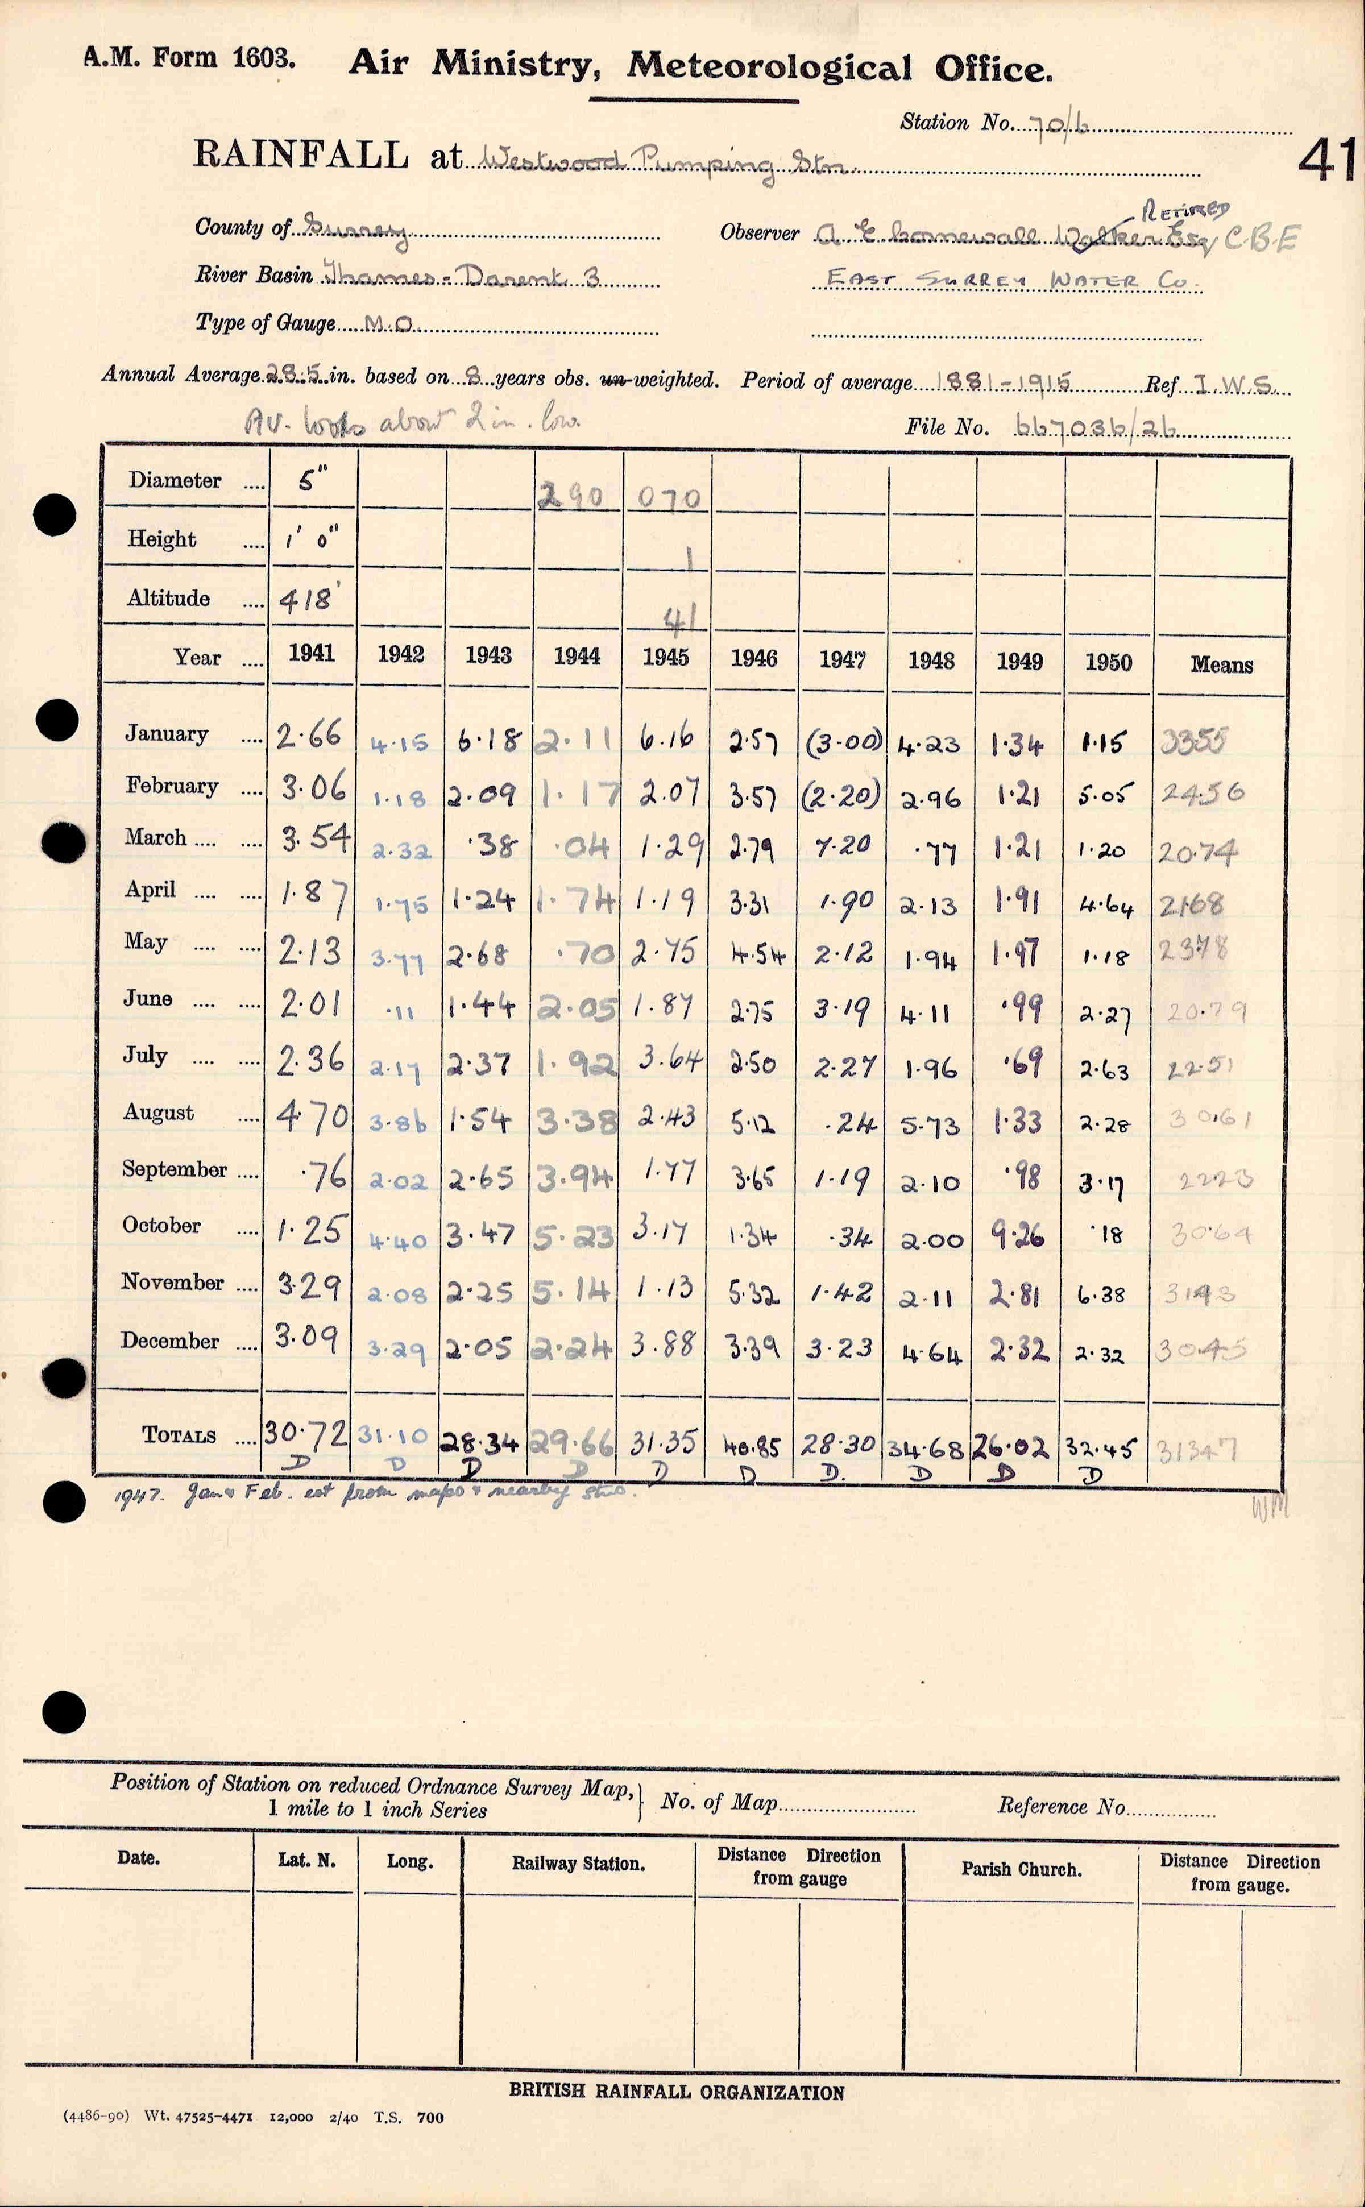 A.M. Form 1603. Air Ministry, Meteorological Office.
Station No. 70/6
41
RAINFALL at Westwood Pumping Stn.
RETIRED
County of Surrey Observer A E Cornewall Walker Esq C.B.E
River Basin Thames - Darent 3 EAST SURREY WATER Co.
Type of Gauge M.O.
Annual Average 28.5 in. based on 8 years obs. un-weighted. Period of average 1881-1915 Ref I.W.S.
Av. looks about 2 in. low.
File No. 667036/26
Diameter .... 5" 290 070
Height .... 1' 0" 1
Altitude .... 418' 41
Year .... 1941 1942 1943 1944 1945 1946 1947 1948 1949 1950 Means
January .... 2.66 4.15 6.18 2.11 6.16 2.57 (3.00) 4.23 1.34 1.15 3355
February .... 3.06 1.18 2.09 1.17 2.07 3.57 (2.20) 2.96 1.21 5.05 24.56
March .... .... 3.54 2.32 .38 .04 1.29 2.79 7.20 .77 1.21 1.20 20.74
April .... .... 1.87 1.75 1.24 1.74 1.19 3.31 1.90 2.13 1.91 4.64 2168
May .... .... 2.13 3.77 2.68 .70 2.75 4.54 2.12 1.94 1.97 1.18 2378
June .... .... 2.01 .11 1.44 2.05 1.87 2.75 3.19 4.11 .99 2.27 20.79
July .... .... 2.36 2.17 2.37 1.92 3.64 2.50 2.27 1.96 .69 2.63 22.51
August .... 4.70 3.86 1.54 3.38 2.43 5.12 .24 5.73 1.33 2.28 30.61
September .... .76 2.02 2.65 3.94 1.77 3.65 1.19 2.10 .98 3.17 2223
October .... 1.25 4.40 3.47 5.23 3.17 1.34 .34 2.00 9.26 .18 30.64
November .... 3.29 2.08 2.25 5.14 1.13 5.32 1.42 2.11 2.81 6.38 3193
December .... 3.09 3.29 2.05 2.24 3.88 3.39 3.23 4.64 2.32 2.32 30.45
TOTALS .... 30.72 31.10 28.34 29.66 31.35 40.85 28.30 34.68 26.02 32.45 31347
D D D D D D D. D D D
1947. Jan & Feb. est from maps & nearby stns.
WM
Position of Station on reduced Ordnance Survey Map, } No. of Map Reference No.
1 mile to 1 inch Series
Date. Lat. N. Long. Railway Station. Distance Direction from gauge Parish Church. Distance Direction from gauge.
BRITISH RAINFALL ORGANIZATION
(4486-90) Wt. 47525-4471 12,000 2/40 T.S. 700